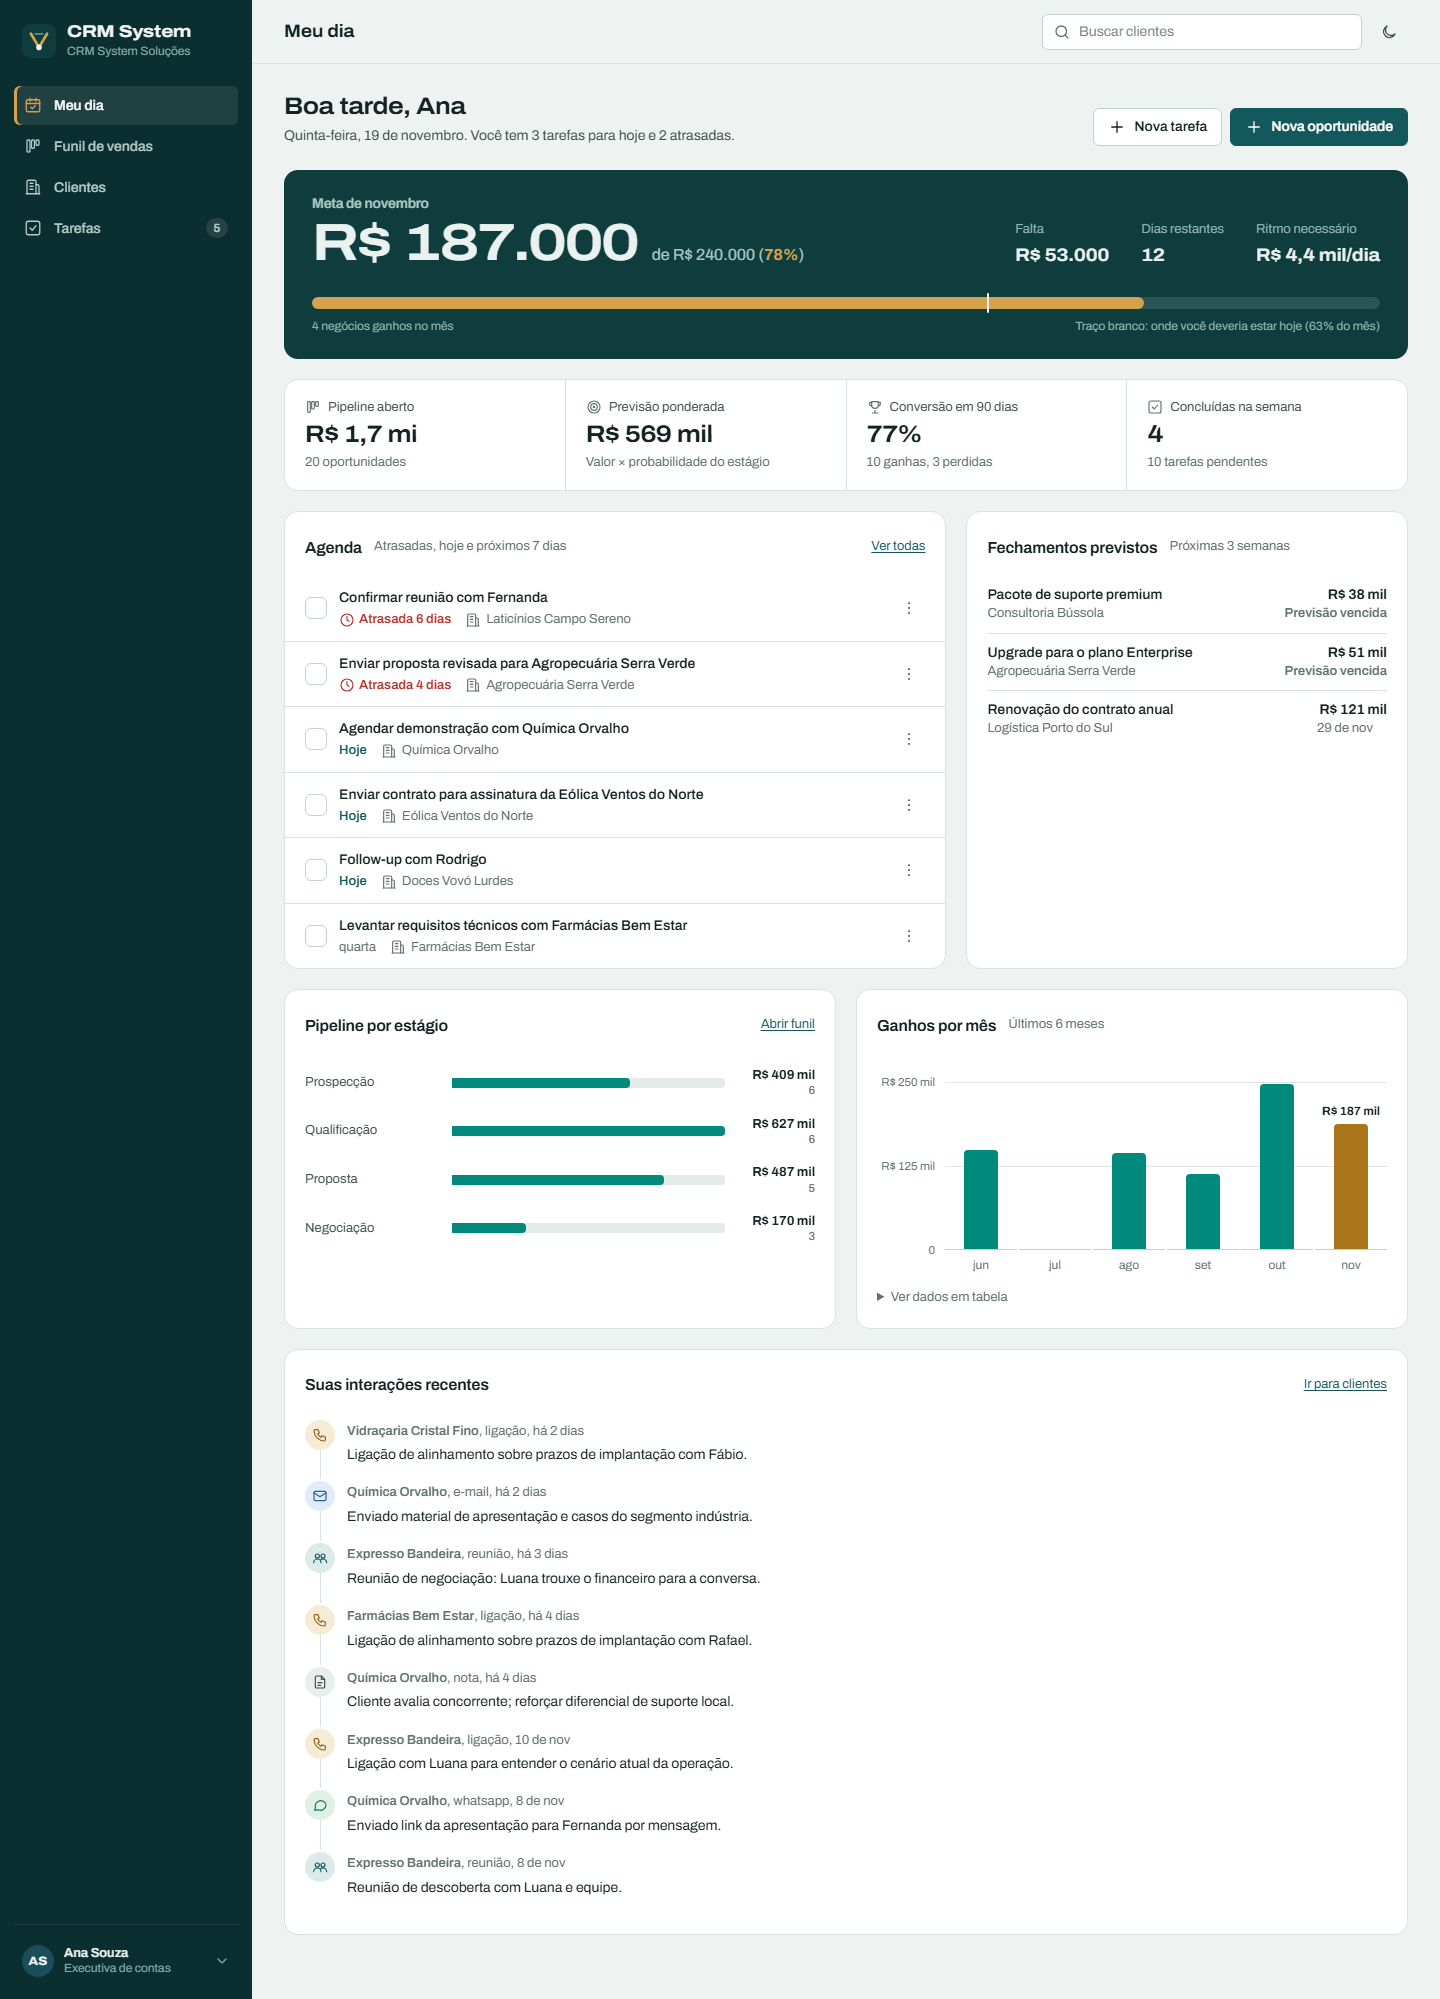 CRM System
CRM System Soluções
Meu dia
Funil de vendas
Clientes
Tarefas 5
Ana Souza
AS
Executiva de contas
Meu dia
Buscar clientes
Boa tarde, Ana
Quinta-feira, 19 de novembro. Você tem 3 tarefas para hoje e 2 atrasadas.
Nova tarefa
Nova oportunidade
Meta de novembro
R$ 187.000 de R$ 240.000 (78%)
Falta
R$ 53.000
Dias restantes
12
Ritmo necessário
R$ 4,4 mil/dia
4 negócios ganhos no mês
Traço branco: onde você deveria estar hoje (63% do mês)
Pipeline aberto
R$ 1,7 mi
20 oportunidades
Previsão ponderada
R$ 569 mil
Valor × probabilidade do estágio
Conversão em 90 dias
77%
10 ganhas, 3 perdidas
Concluídas na semana
4
10 tarefas pendentes
Agenda Atrasadas, hoje e próximos 7 dias Ver todas
Confirmar reunião com Fernanda
Atrasada 6 dias Laticínios Campo Sereno
Enviar proposta revisada para Agropecuária Serra Verde
Atrasada 4 dias Agropecuária Serra Verde
Agendar demonstração com Química Orvalho
Hoje Química Orvalho
Enviar contrato para assinatura da Eólica Ventos do Norte
Hoje Eólica Ventos do Norte
Follow-up com Rodrigo
Hoje Doces Vovó Lurdes
Levantar requisitos técnicos com Farmácias Bem Estar
quarta Farmácias Bem Estar
Fechamentos previstos Próximas 3 semanas
Pacote de suporte premium R$ 38 mil
Consultoria Bússola Previsão vencida
Upgrade para o plano Enterprise R$ 51 mil
Agropecuária Serra Verde Previsão vencida
Renovação do contrato anual R$ 121 mil
Logística Porto do Sul 29 de nov
Pipeline por estágio Abrir funil
Prospecção R$ 409 mil
6
Qualificação R$ 627 mil
6
Proposta R$ 487 mil
5
Negociação R$ 170 mil
3
Ganhos por mês Últimos 6 meses
R$ 250 mil
R$ 187 mil
R$ 125 mil
0
jun jul ago set out nov
Ver dados em tabela
Suas interações recentes Ir para clientes
Vidraçaria Cristal Fino, ligação, há 2 dias
Ligação de alinhamento sobre prazos de implantação com Fábio.
Química Orvalho, e-mail, há 2 dias
Enviado material de apresentação e casos do segmento indústria.
Expresso Bandeira, reunião, há 3 dias
Reunião de negociação: Luana trouxe o financeiro para a conversa.
Farmácias Bem Estar, ligação, há 4 dias
Ligação de alinhamento sobre prazos de implantação com Rafael.
Química Orvalho, nota, há 4 dias
Cliente avalia concorrente; reforçar diferencial de suporte local.
Expresso Bandeira, ligação, 10 de nov
Ligação com Luana para entender o cenário atual da operação.
Química Orvalho, whatsapp, 8 de nov
Enviado link da apresentação para Fernanda por mensagem.
Expresso Bandeira, reunião, 8 de nov
Reunião de descoberta com Luana e equipe.